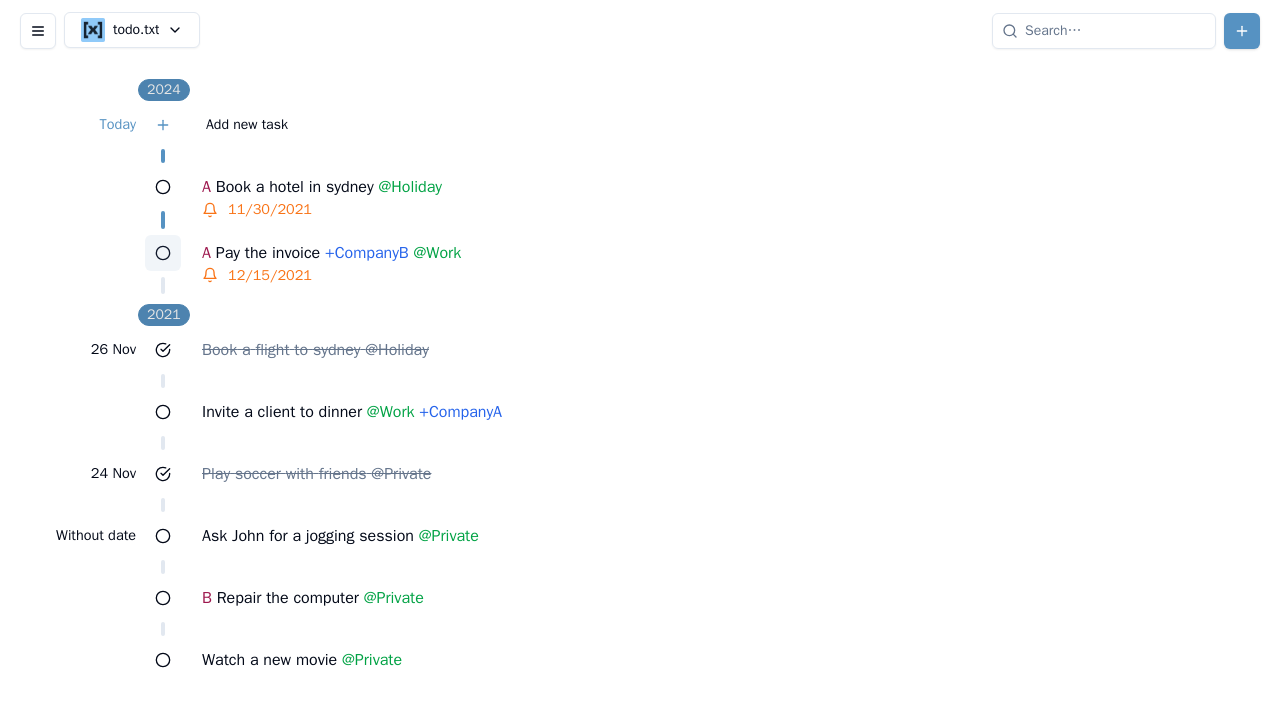 [x] todo.txt
Search…
2024
Today Add new task
A Book a hotel in sydney @Holiday
11/30/2021
A Pay the invoice +CompanyB @Work
12/15/2021
2021
26 Nov Book a flight to sydney @Holiday
Invite a client to dinner @Work +CompanyA
24 Nov Play soccer with friends @Private
Without date Ask John for a jogging session @Private
B Repair the computer @Private
Watch a new movie @Private